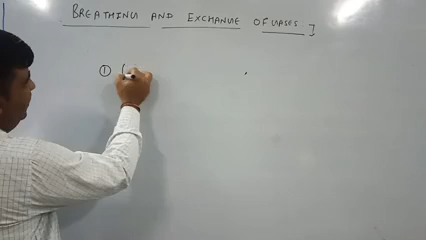 BREATHING AND EXCHANGE OF GASES :]
① (